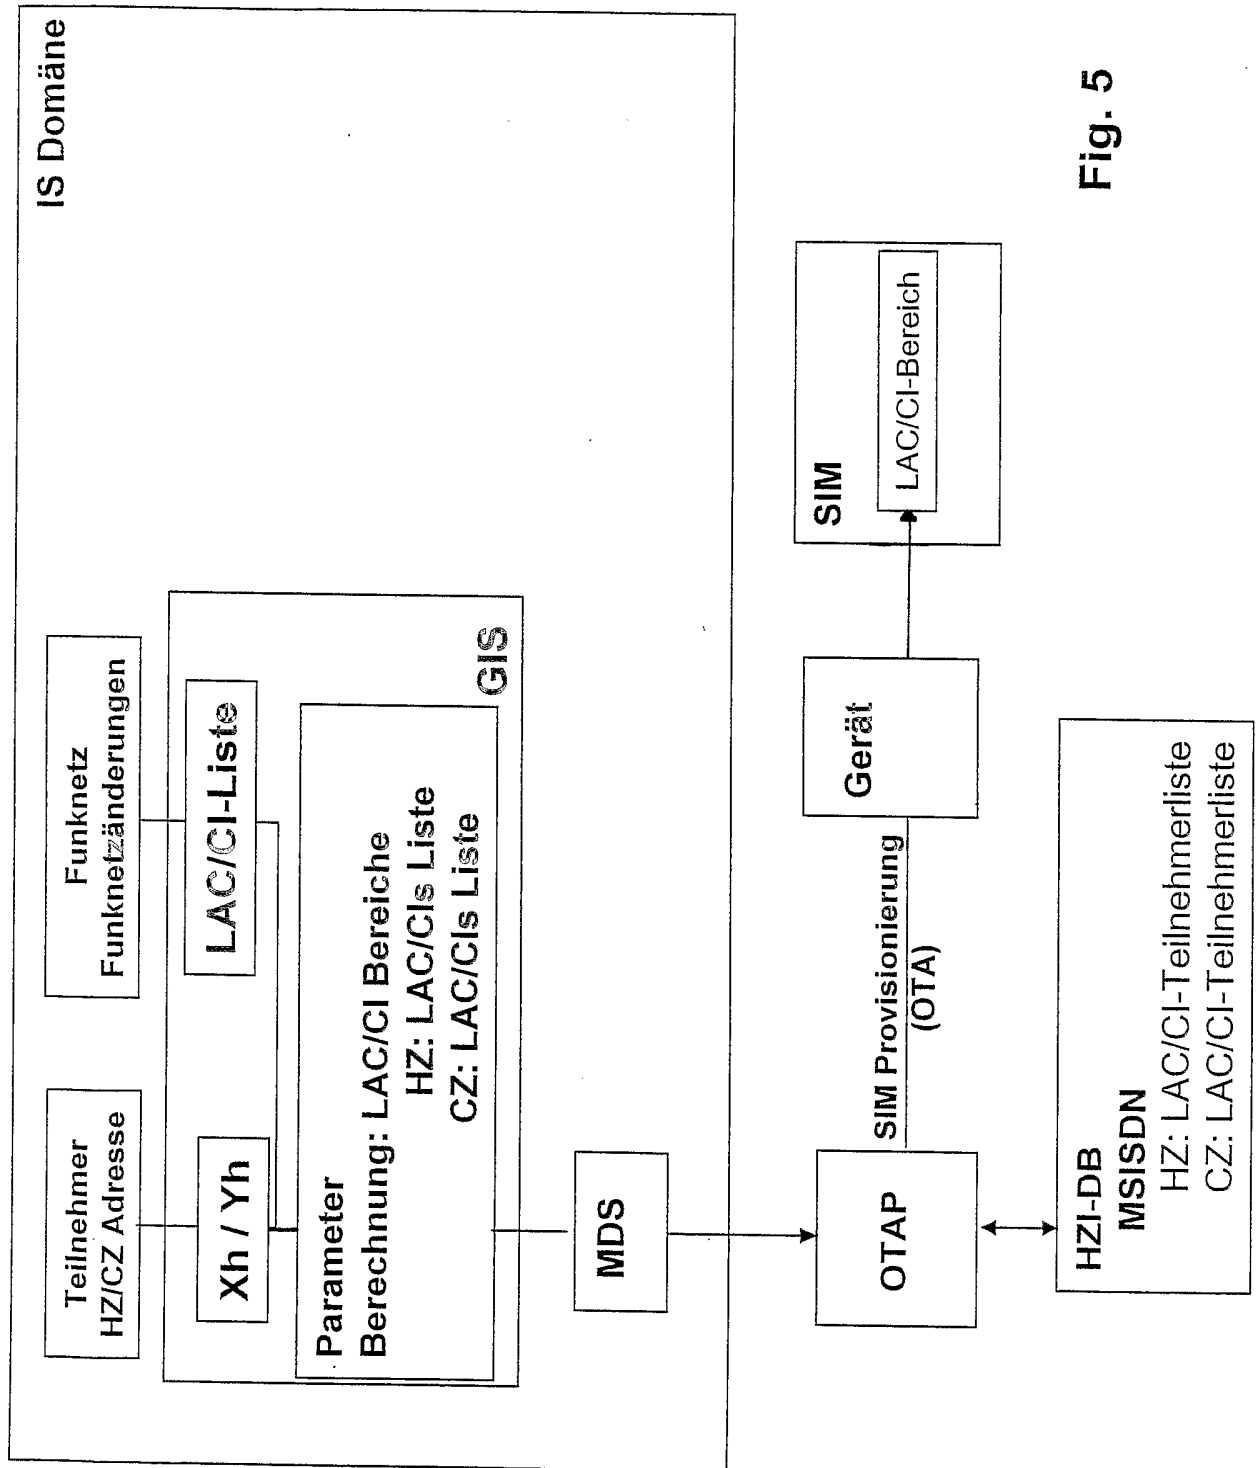 IS Domäne
Teilnehmer
HZ/CZ Adresse
Funknetz
Funknetzänderungen
Xh / Yh
LAC/CI-Liste
Parameter
Berechnung: LAC/CI Bereiche
HZ: LAC/CIs Liste
CZ: LAC/CIs Liste
GIS
MDS
OTAP
SIM Provisionierung
(OTA)
Gerät
SIM
LAC/CI-Bereich
HZI-DB
MSISDN
HZ: LAC/CI-Teilnehmerliste
CZ: LAC/CI-Teilnehmerliste
Fig. 5